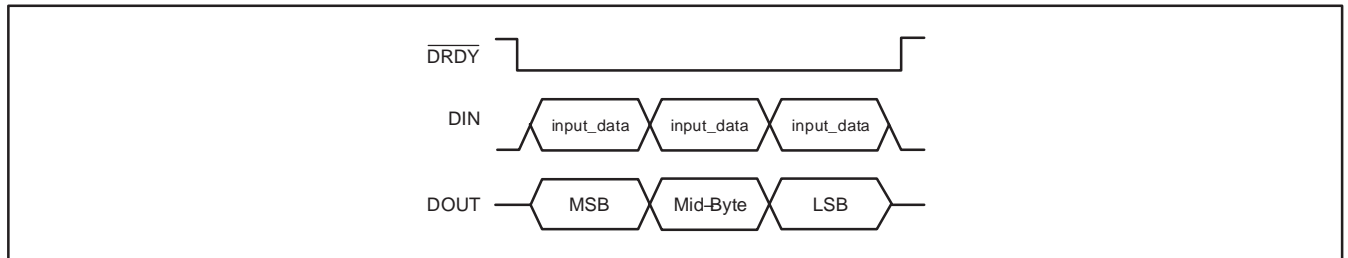 DRDY
DIN input_data input_data input_data
DOUT MSB Mid-Byte LSB